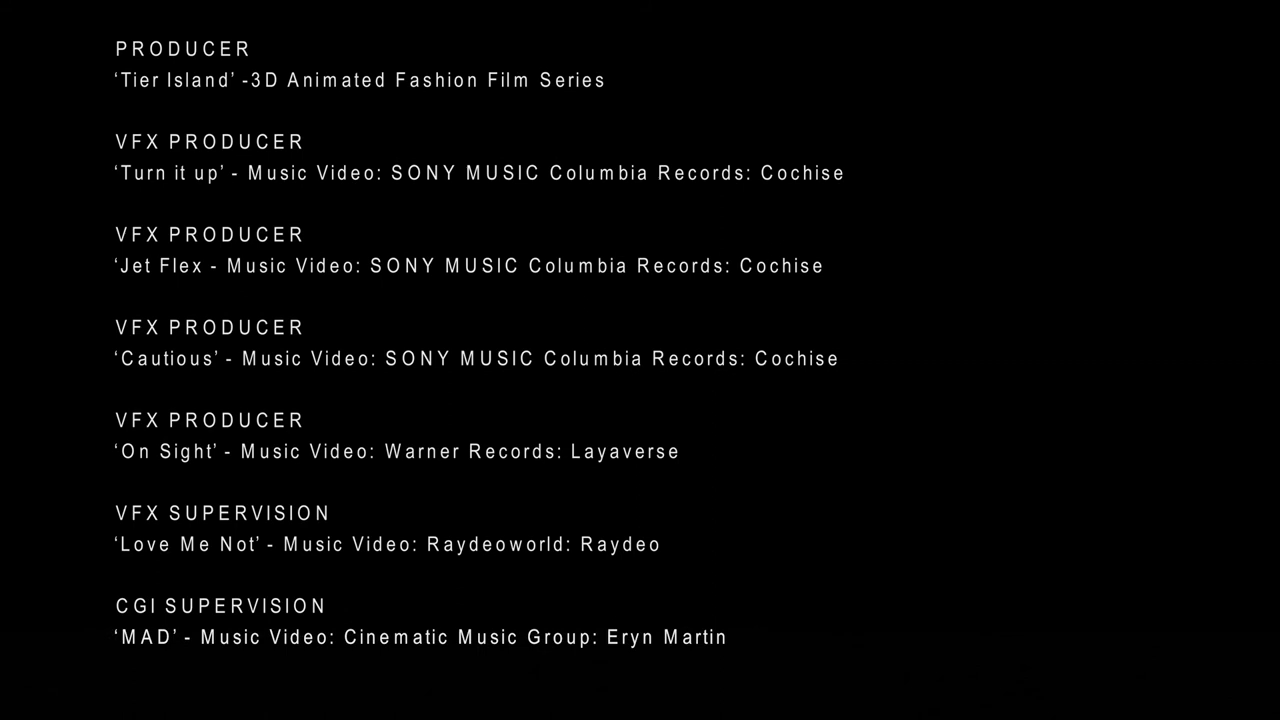 PRODUCER
‘Tier Island’ -3D Animated Fashion Film Series
VFX PRODUCER
‘Turn it up’ - Music Video: SONY MUSIC Columbia Records: Cochise
VFX PRODUCER
‘Jet Flex - Music Video: SONY MUSIC Columbia Records: Cochise
VFX PRODUCER
‘Cautious’ - Music Video: SONY MUSIC Columbia Records: Cochise
VFX PRODUCER
‘On Sight’ - Music Video: Warner Records: Layaverse
VFX SUPERVISION
‘Love Me Not’ - Music Video: Raydeoworld: Raydeo
CGI SUPERVISION
‘MAD’ - Music Video: Cinematic Music Group: Eryn Martin